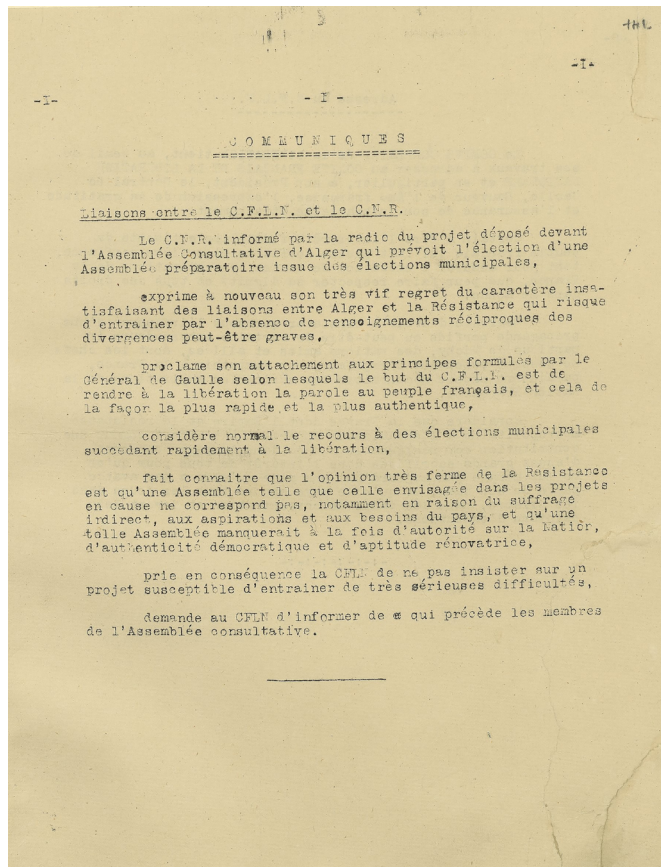 -I-
-I-
- I -
C O M M U N I Q U E S
Liaisons entre le C.F.L.N. et le C.N.R.
Le C.N.R. informé par la radio du projet déposé devant
l'Assemblée Consultative d'Alger qui prévoit l'élection d'une
Assemblée préparatoire issue des élections municipales,
exprime à nouveau son très vif regret du caractère insa-
tisfaisant des liaisons entre Alger et la Résistance qui risque
d'entrainer par l'absence de renseignements réciproques des
divergences peut-être graves,
proclame son attachement aux principes formulés par le
Général de Gaulle selon lesquels le but du C.F.L.N. est de
rendre à la libération la parole au peuple français, et cela de
la façon la plus rapide et la plus authentique,
considère normal le recours à des élections municipales
succédant rapidement à la libération,
fait connaitre que l'opinion très ferme de la Résistance
est qu'une Assemblée telle que celle envisagée dans les projets
en cause ne correspond pas, notamment en raison du suffrage
indirect, aux aspirations et aux besoins du pays, et qu'une
telle Assemblée manquerait à la fois d'autorité sur la Nation,
d'authenticité démocratique et d'aptitude rénovatrice,
prie en conséquence la CFLN de ne pas insister sur un
projet susceptible d'entrainer de très sérieuses difficultés,
demande au CFLN d'informer de ce qui précède les membres
de l'Assemblée consultative.